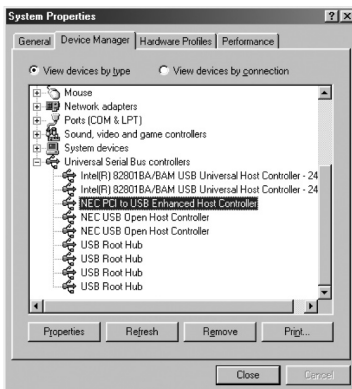 System Properties
General Device Manager Hardware Profiles Performance
View devices by type View devices by connection
Mouse
Network adapters
Ports (COM & LPT)
Sound, video and game controllers
System devices
Universal Serial Bus controllers
Intel(R) 82801BA/BAM USB Universal Host Controller - 24
Intel(R) 82801BA/BAM USB Universal Host Controller - 24
NEC PCI to USB Enhanced Host Controller
NEC USB Open Host Controller
NEC USB Open Host Controller
USB Root Hub
USB Root Hub
USB Root Hub
USB Root Hub
Properties Refresh Remove Print...
Close Cancel